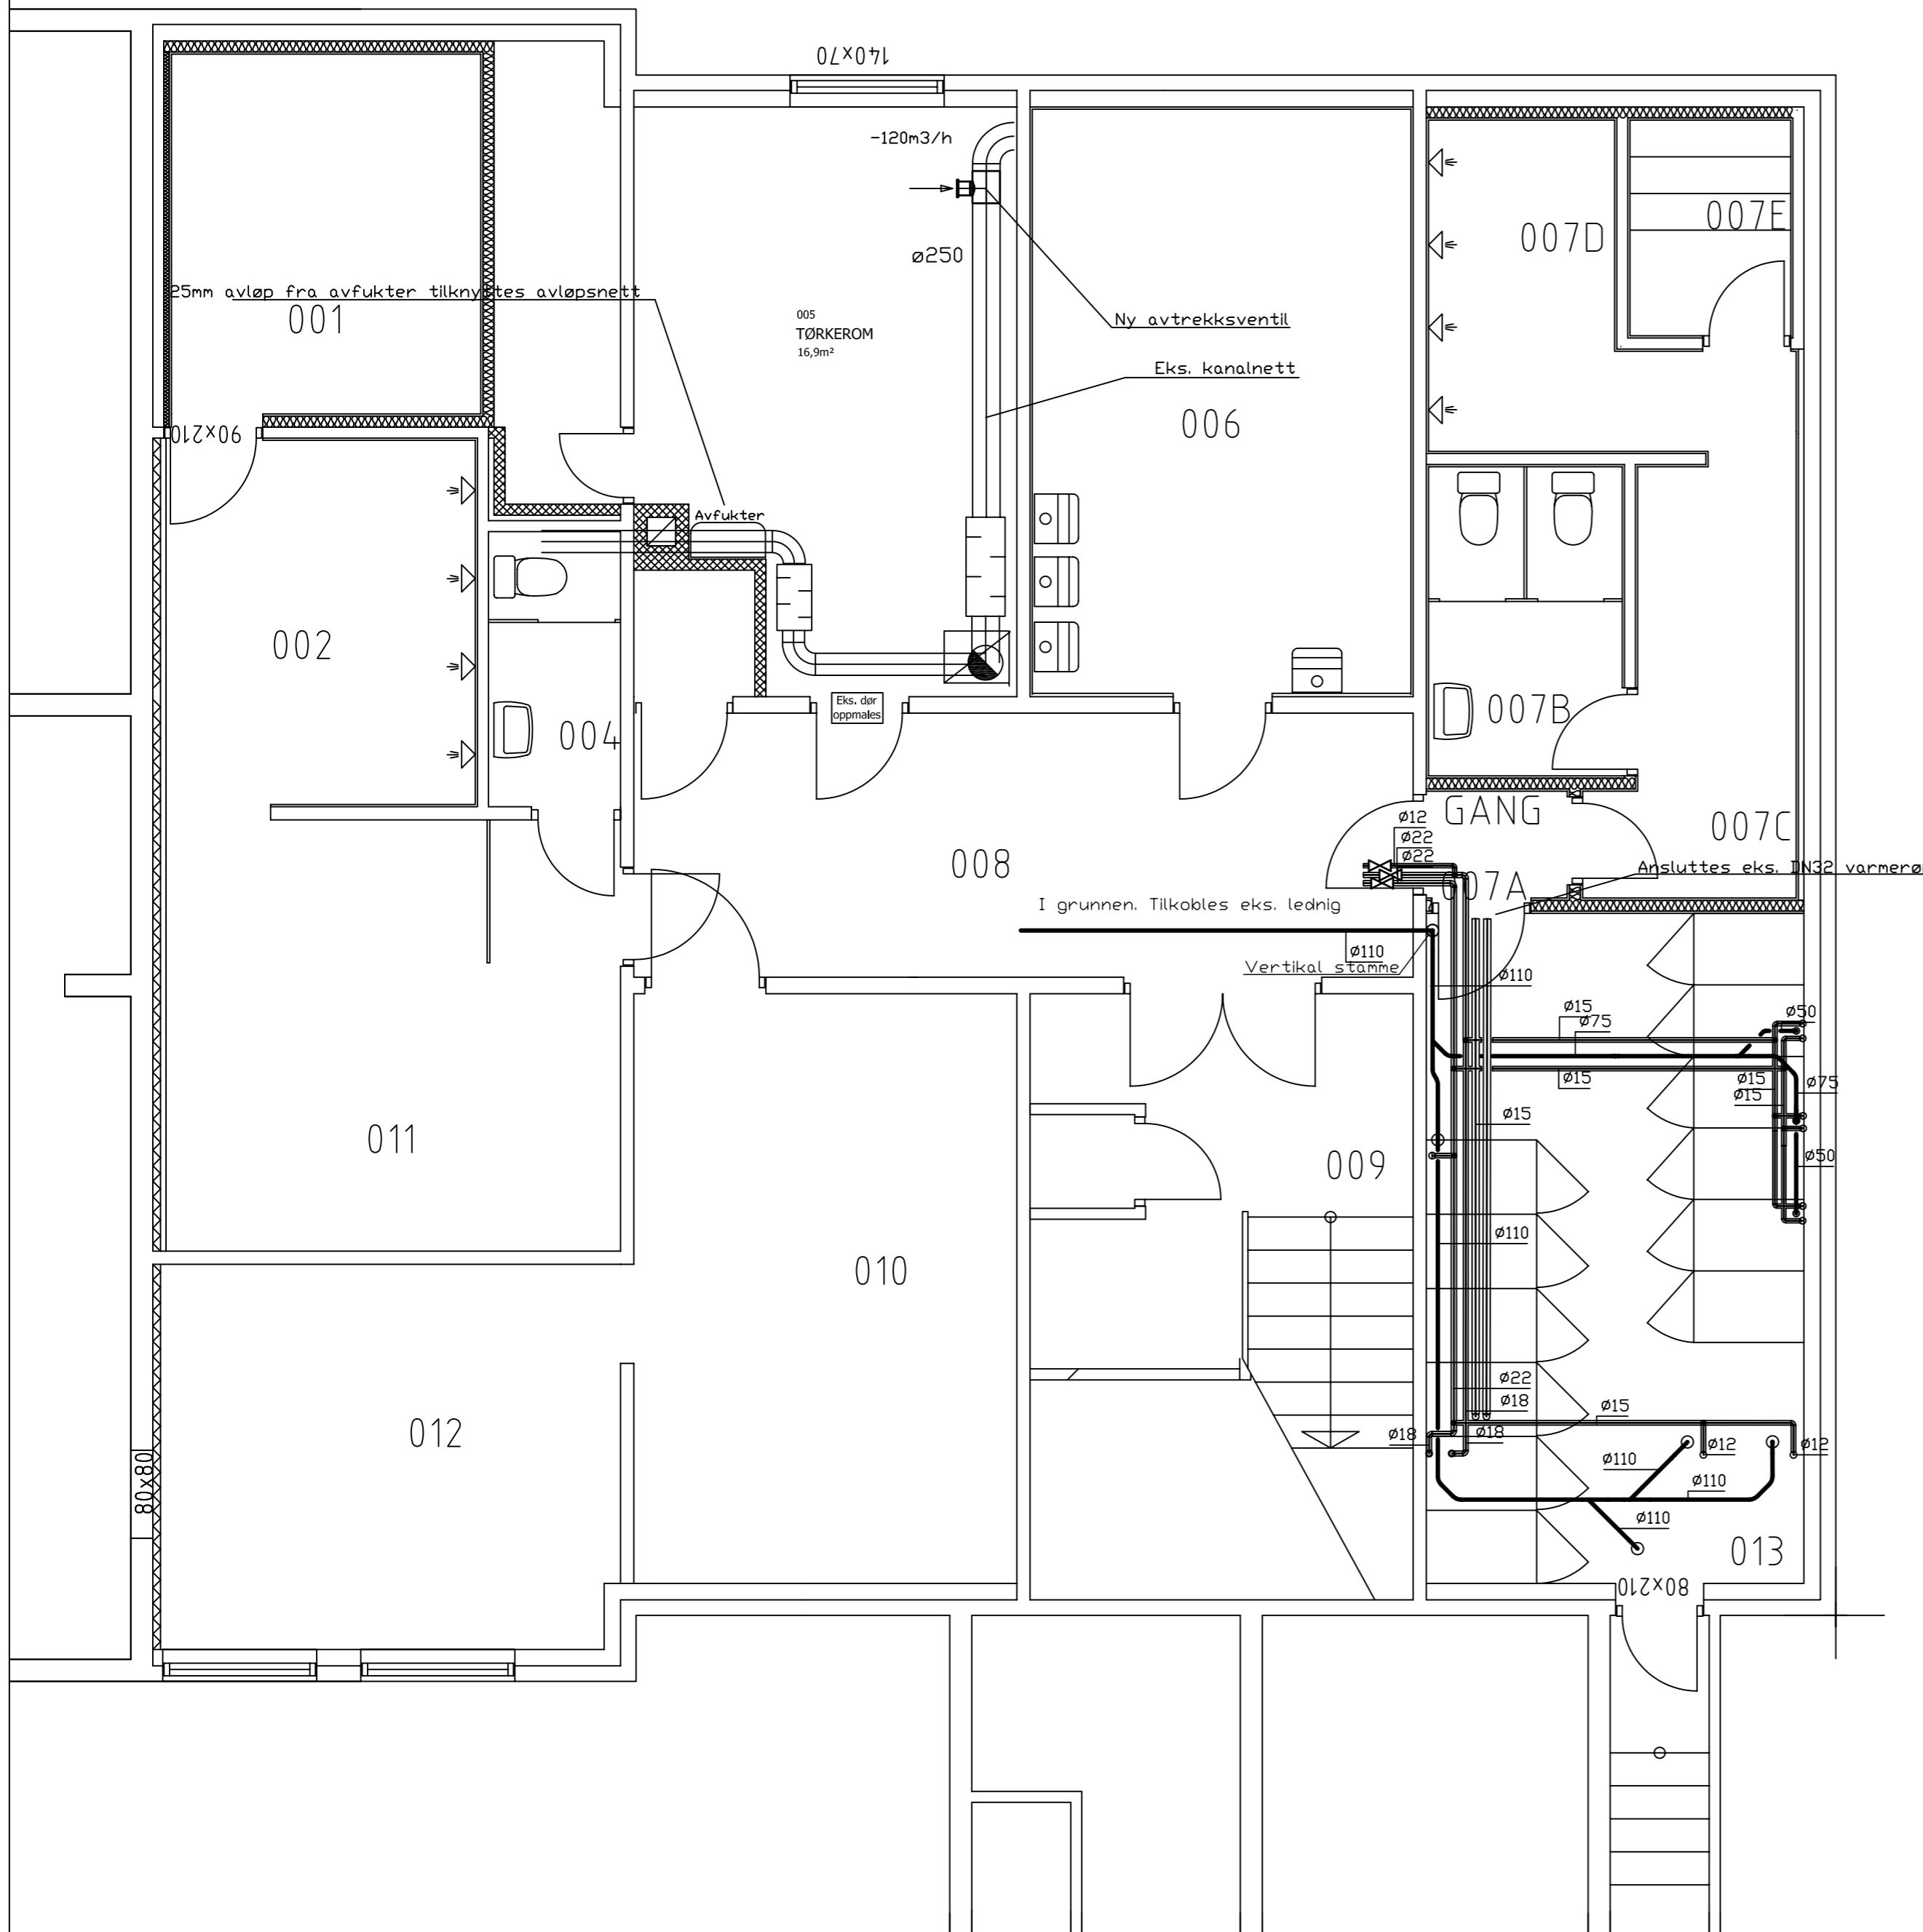 140x70
-120m3/h
007E
007D
ø250
25mm avløp fra avfukter tilknyttes avløpsnett
001
005
TØRKEROM
16,9m²
Ny avtrekksventil
Eks. kanalnett
006
90x210
Avfukter
002
Eks. dør
oppmales
004
007B
GANG
007C
ø12
ø22
ø22
008
Ansluttes eks. DN32 varmerør
007A
I grunnen. Tilkobles eks. lednig
ø110
Vertikal stamme
ø110
ø15
ø75
ø50
ø15
ø15
ø15
ø75
ø15
011
009
ø50
ø110
010
ø22
ø18
ø15
012
ø18
ø18
ø12
ø12
80x80
ø110
ø110
ø110
013
80x210